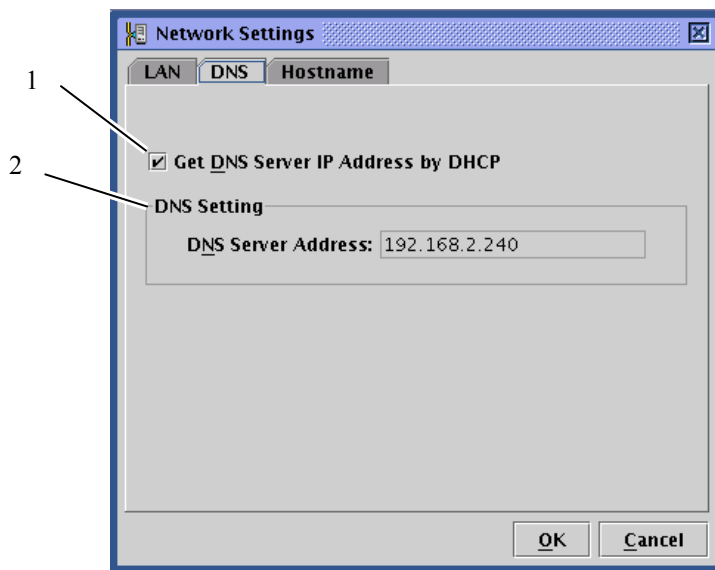 Network Settings
LAN DNS Hostname
1
Get DNS Server IP Address by DHCP
2
DNS Setting
DNS Server Address: 192.168.2.240
OK Cancel